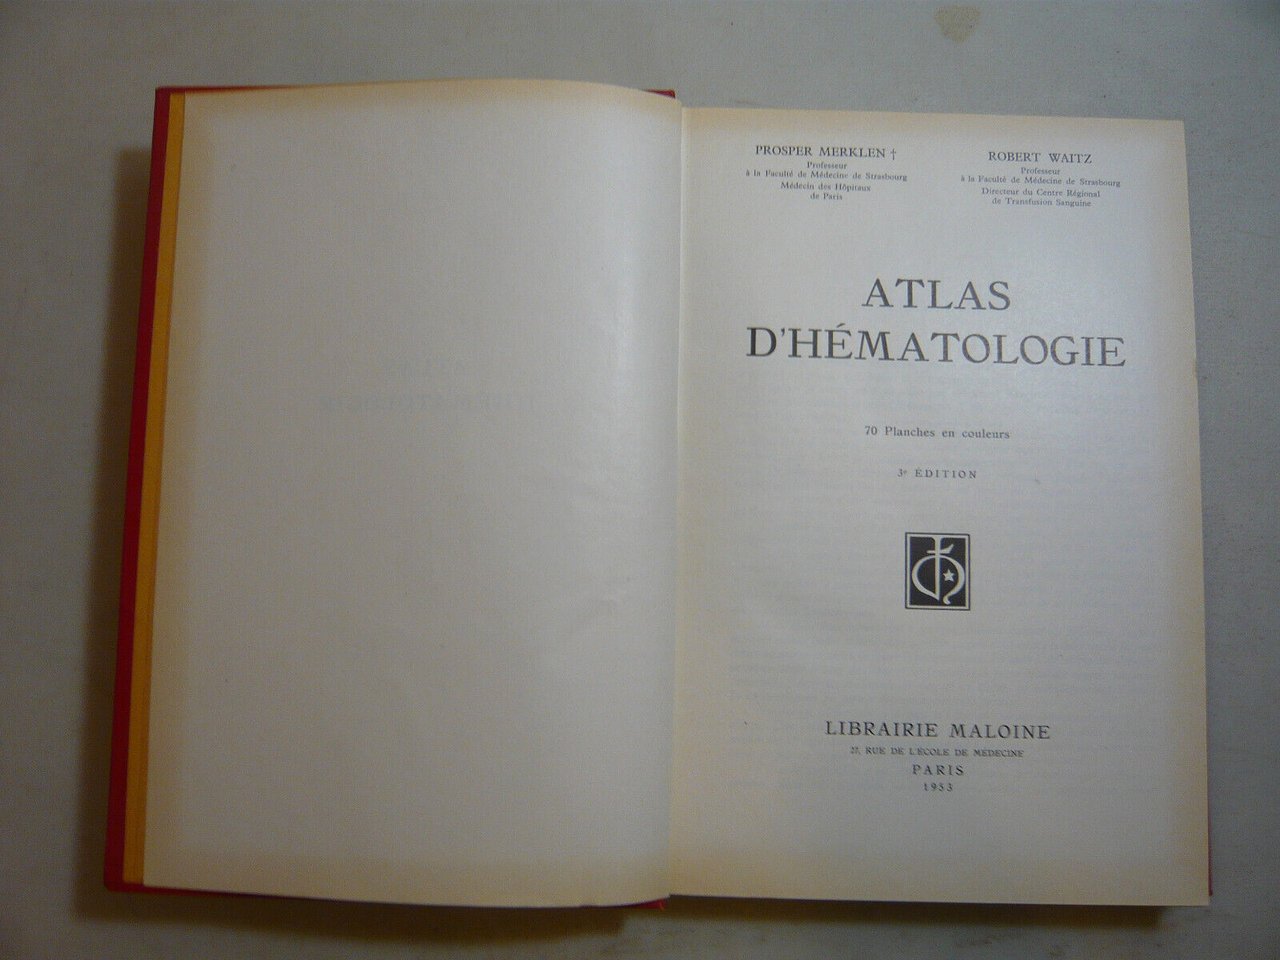 PROSPER MERKLEN †
Professeur
à la Faculté de Médecine de Strasbourg
Médecin des Hôpitaux
de Paris
ROBERT WAITZ
Professeur
à la Faculté de Médecine de Strasbourg
Directeur du Centre Régional
de Transfusion Sanguine
ATLAS
D'HÉMATOLOGIE
70 Planches en couleurs
3e ÉDITION
LIBRAIRIE MALOINE
27, RUE DE L'ÉCOLE DE MÉDECINE
PARIS
1953